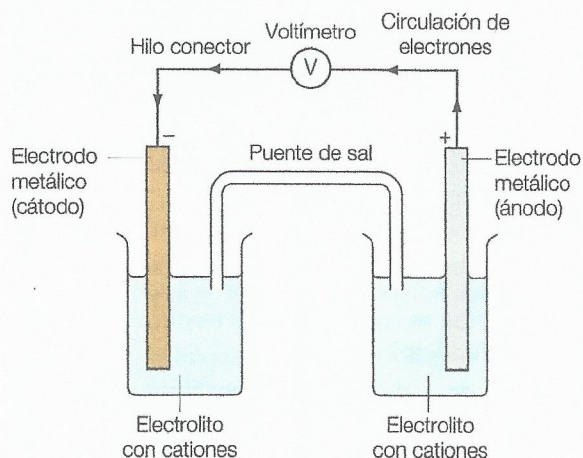 Voltímetro
Circulación de
electrones
Hilo conector
V
−
+
Electrodo
metálico
(cátodo)
Puente de sal
Electrodo
metálico
(ánodo)
Electrolito
con cationes
Electrolito
con cationes